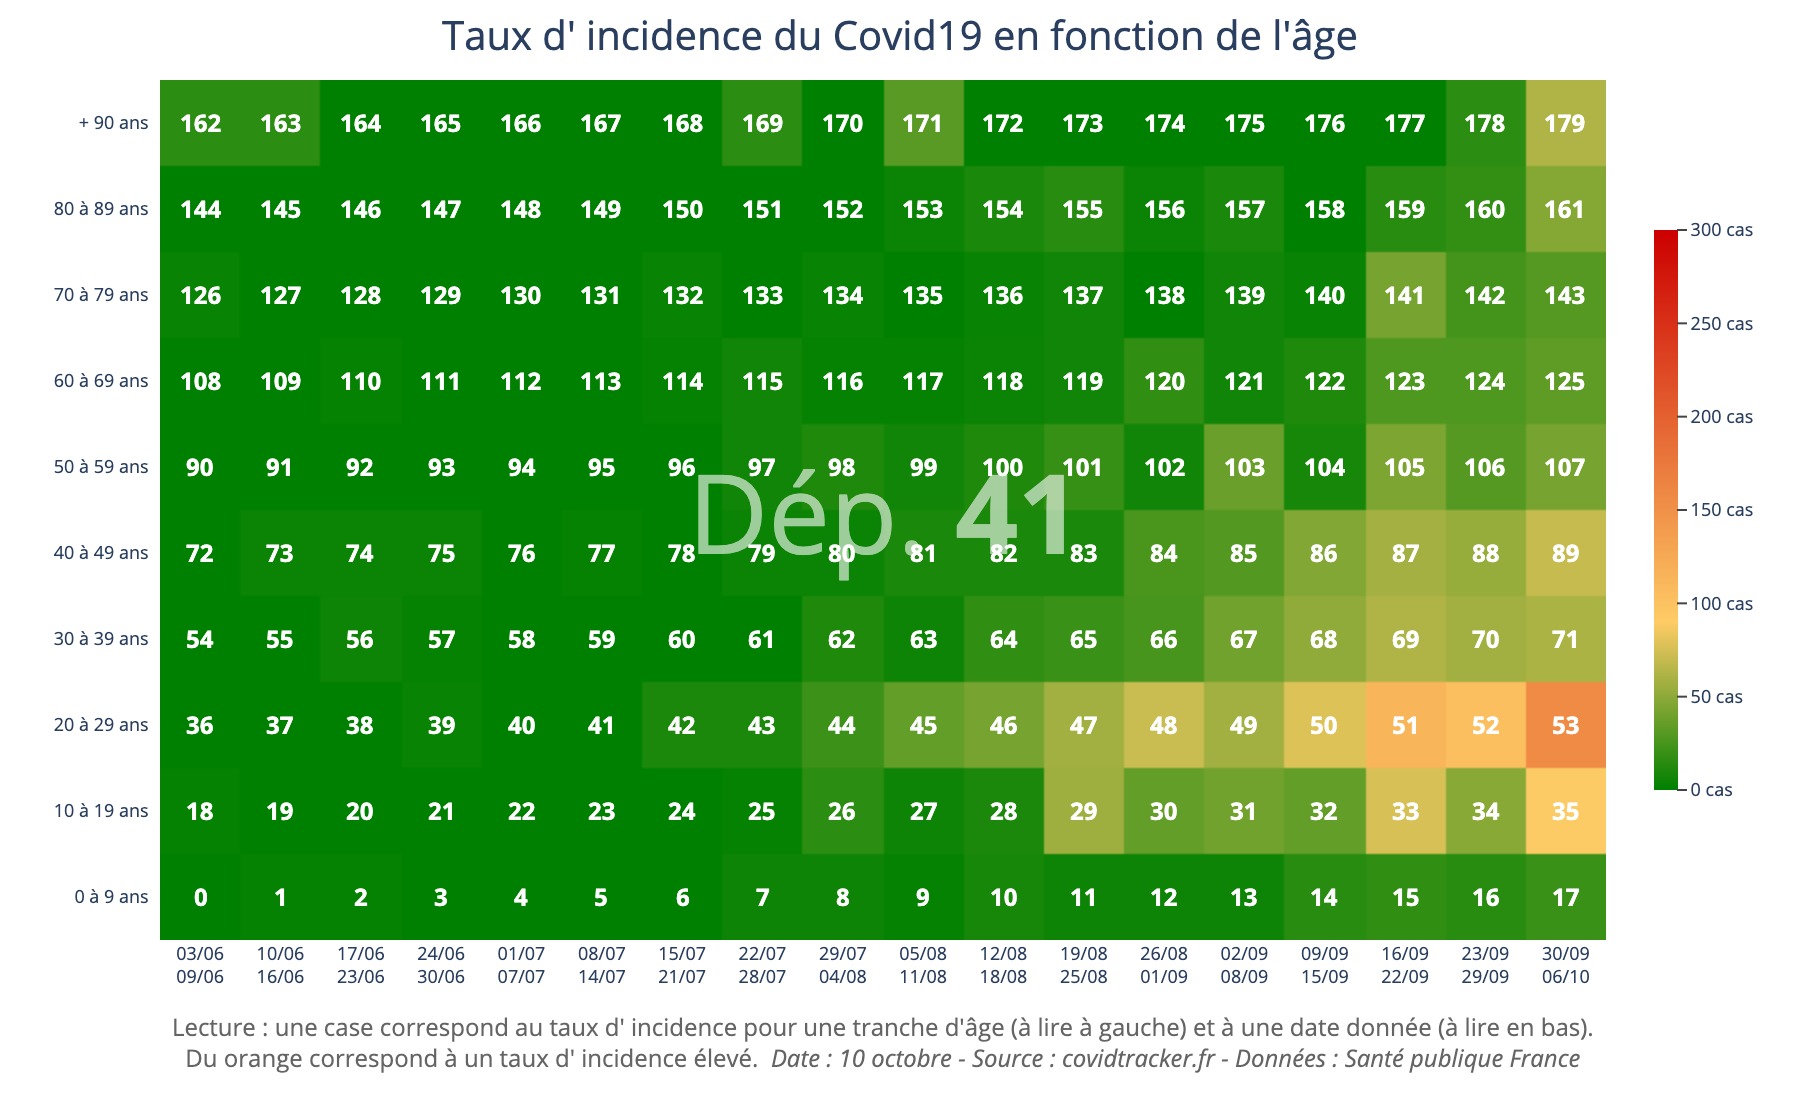 Taux d' incidence du Covid19 en fonction de l'âge
+ 90 ans 162 163 164 165 166 167 168 169 170 171 172 173 174 175 176 177 178 179
80 à 89 ans 144 145 146 147 148 149 150 151 152 153 154 155 156 157 158 159 160 161
70 à 79 ans 126 127 128 129 130 131 132 133 134 135 136 137 138 139 140 141 142 143
60 à 69 ans 108 109 110 111 112 113 114 115 116 117 118 119 120 121 122 123 124 125
50 à 59 ans 90 91 92 93 94 95 96 97 98 99 100 101 102 103 104 105 106 107
Dép. 41
40 à 49 ans 72 73 74 75 76 77 78 79 80 81 82 83 84 85 86 87 88 89
30 à 39 ans 54 55 56 57 58 59 60 61 62 63 64 65 66 67 68 69 70 71
20 à 29 ans 36 37 38 39 40 41 42 43 44 45 46 47 48 49 50 51 52 53
10 à 19 ans 18 19 20 21 22 23 24 25 26 27 28 29 30 31 32 33 34 35
0 à 9 ans 0 1 2 3 4 5 6 7 8 9 10 11 12 13 14 15 16 17
03/06 10/06 17/06 24/06 01/07 08/07 15/07 22/07 29/07 05/08 12/08 19/08 26/08 02/09 09/09 16/09 23/09 30/09
09/06 16/06 23/06 30/06 07/07 14/07 21/07 28/07 04/08 11/08 18/08 25/08 01/09 08/09 15/09 22/09 29/09 06/10
300 cas
250 cas
200 cas
150 cas
100 cas
50 cas
0 cas
Lecture : une case correspond au taux d' incidence pour une tranche d'âge (à lire à gauche) et à une date donnée (à lire en bas).
Du orange correspond à un taux d' incidence élevé. Date : 10 octobre - Source : covidtracker.fr - Données : Santé publique France